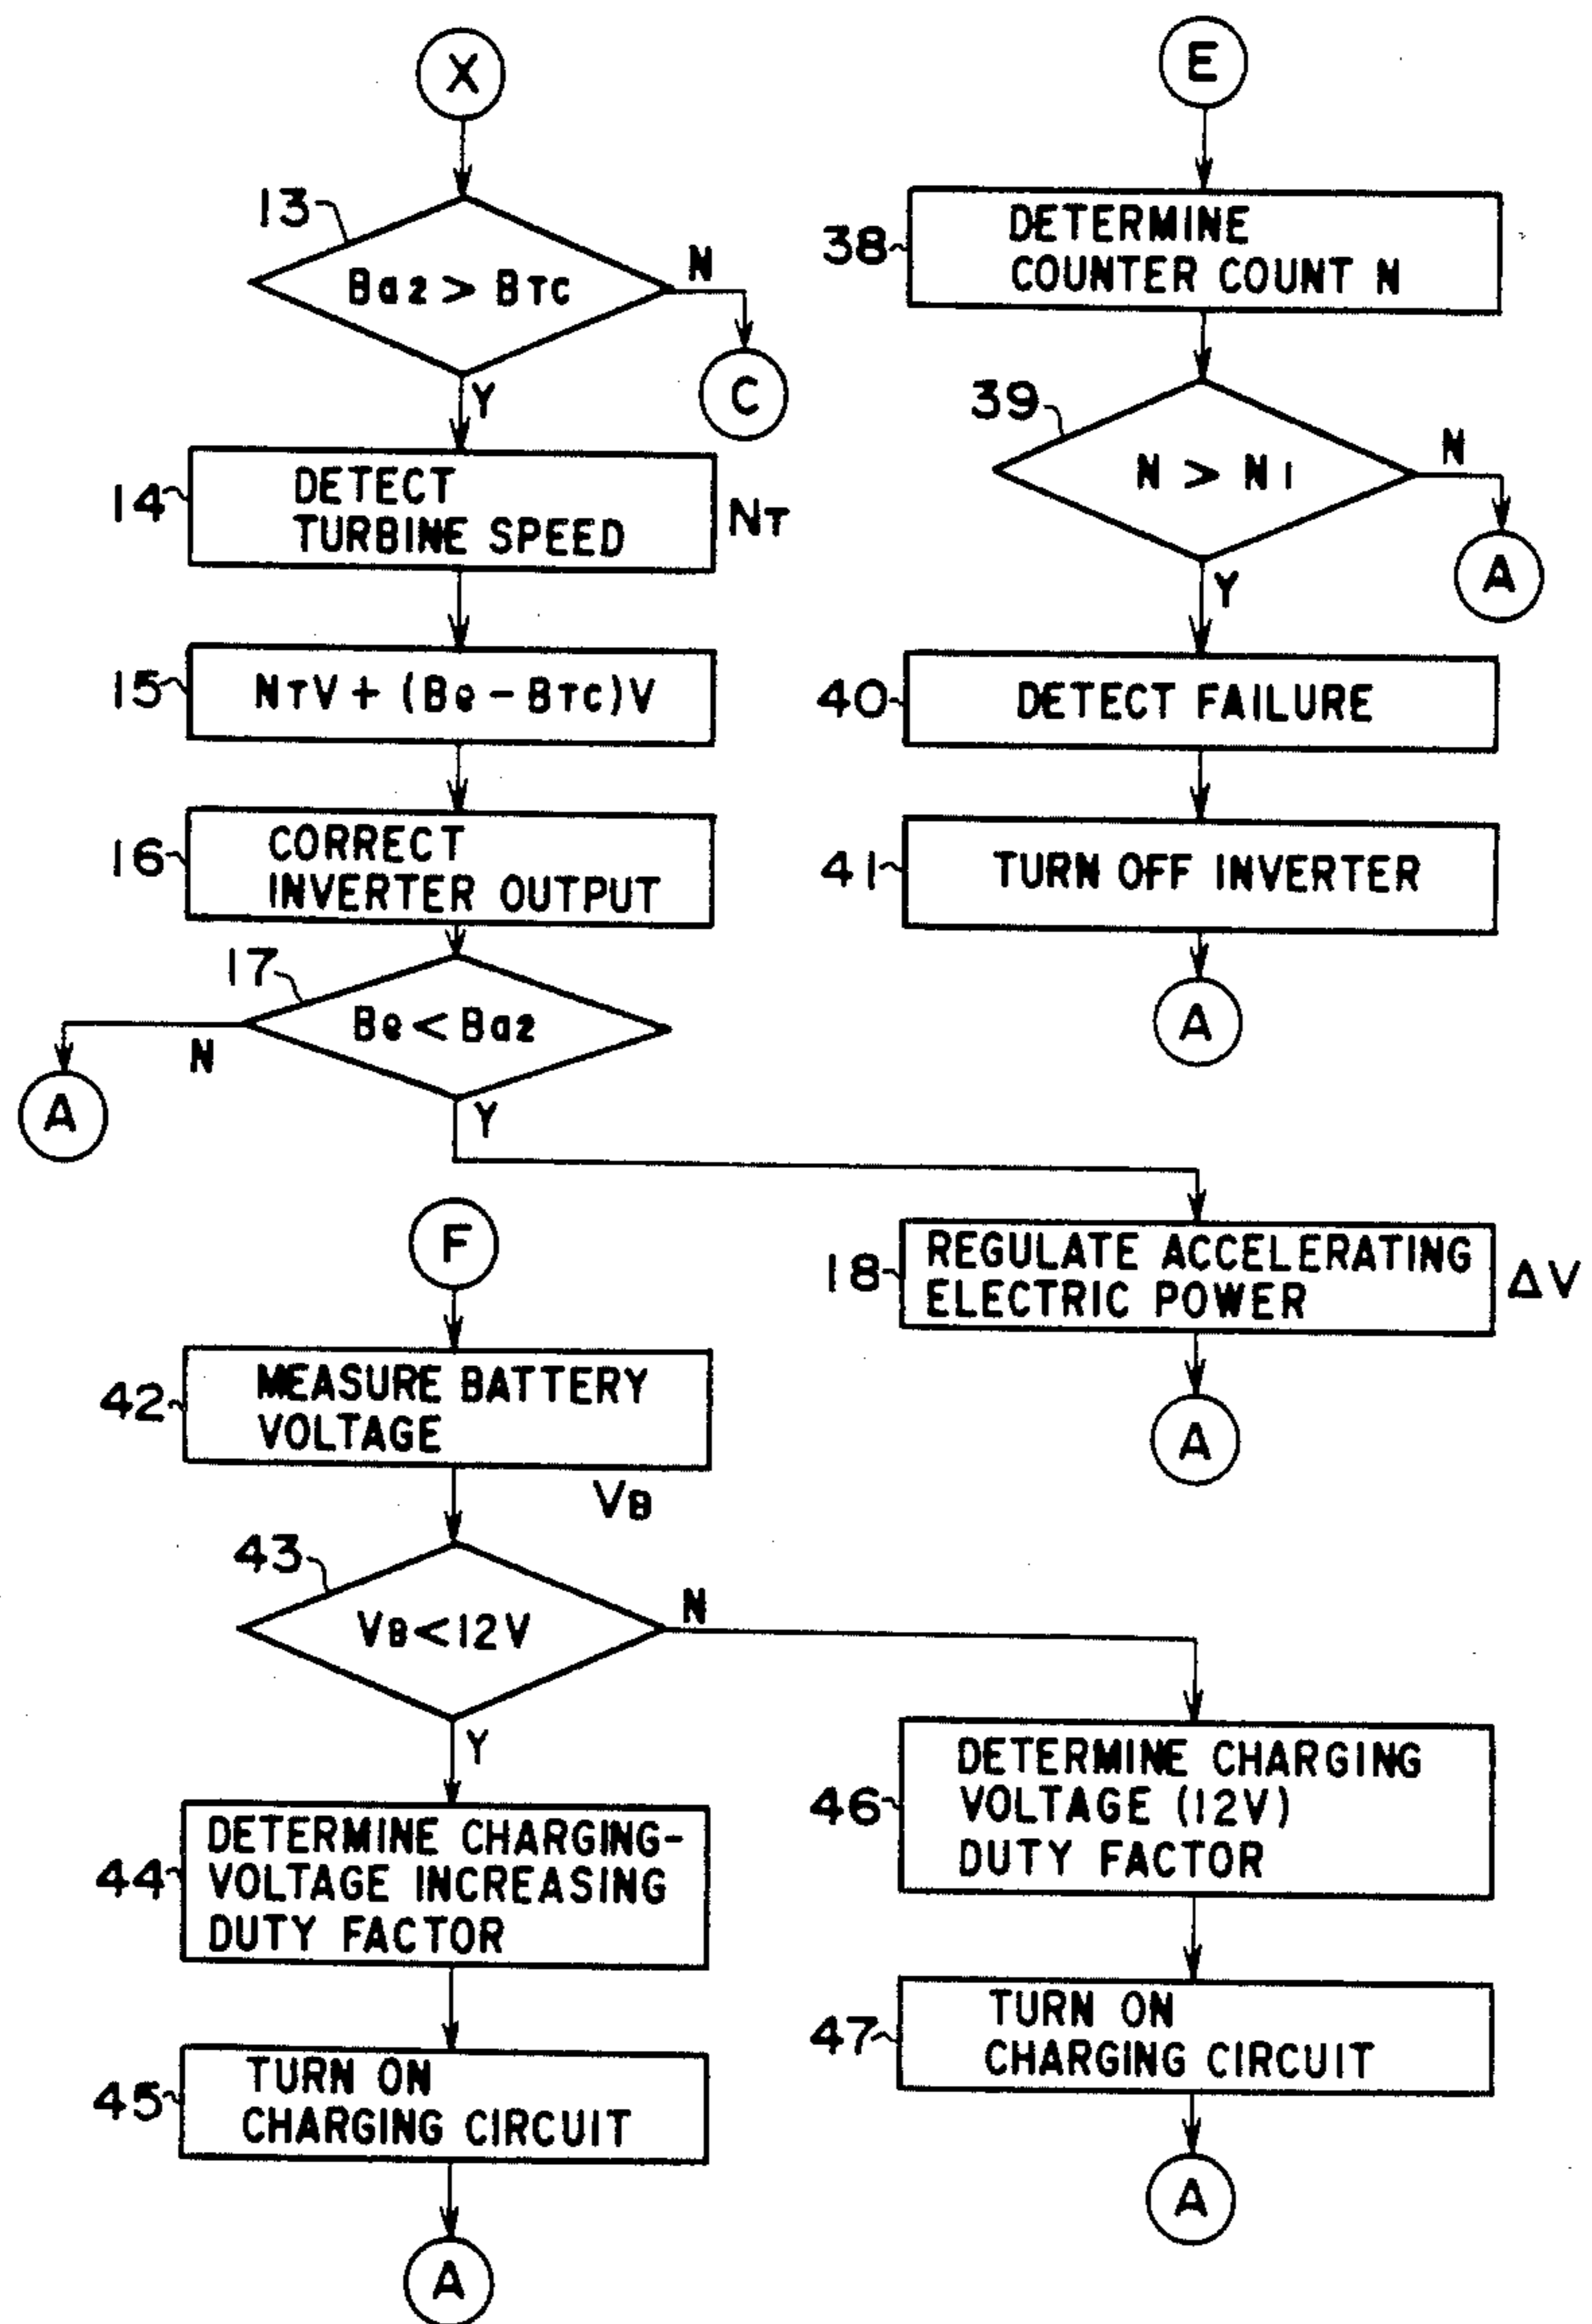 X
13
Ba2 > BTC
N
C
Y
14
DETECT
TURBINE SPEED
NT
15
NTV + (Be - BTC)V
16
CORRECT
INVERTER OUTPUT
17
Be < Ba2
N
A
Y
18
REGULATE ACCELERATING
ELECTRIC POWER
ΔV
A
E
38
DETERMINE
COUNTER COUNT N
39
N > N1
N
A
Y
40
DETECT FAILURE
41
TURN OFF INVERTER
A
F
42
MEASURE BATTERY
VOLTAGE
VB
43
VB < 12V
N
Y
44
DETERMINE CHARGING-
VOLTAGE INCREASING
DUTY FACTOR
45
TURN ON
CHARGING CIRCUIT
A
46
DETERMINE CHARGING
VOLTAGE (12V)
DUTY FACTOR
47
TURN ON
CHARGING CIRCUIT
A